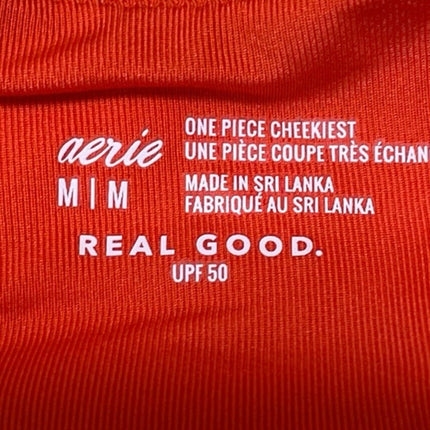 aerie
M | M
ONE PIECE CHEEKIEST
UNE PIÈCE COUPE TRÈS
MADE IN SRI LANKA
FABRIQUÉ AU SRI LANKA
REAL GOOD.
UPF 50